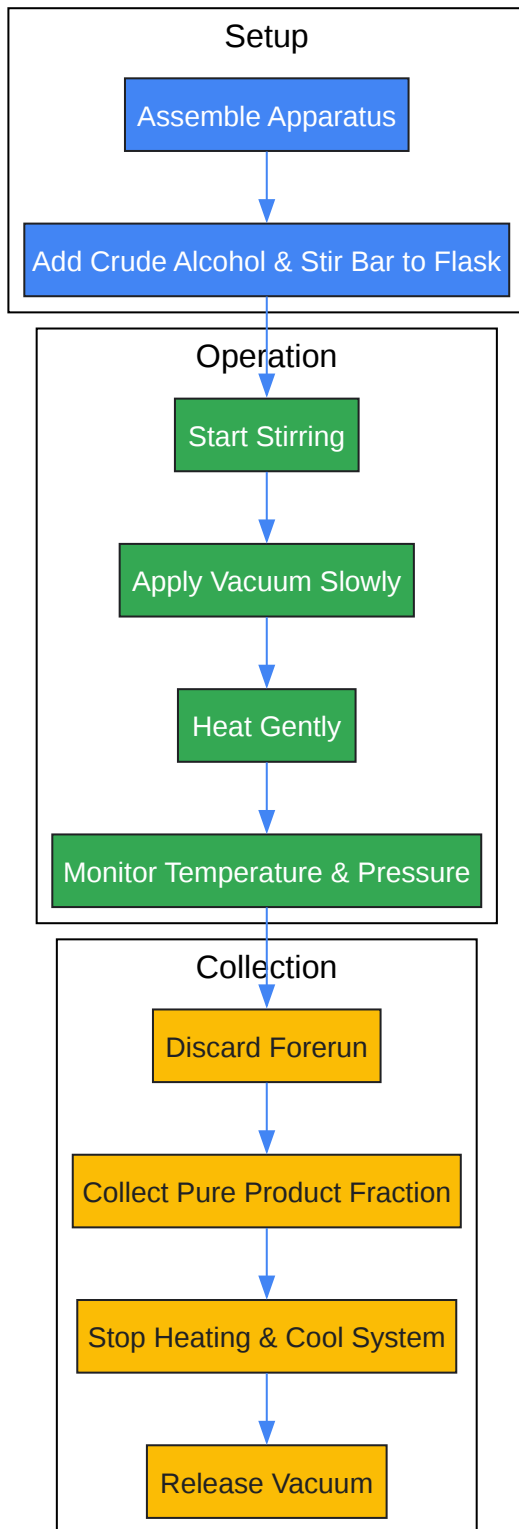 Setup
Assemble Apparatus
Add Crude Alcohol & Stir Bar to Flask
Operation
Start Stirring
Apply Vacuum Slowly
Heat Gently
Monitor Temperature & Pressure
Collection
Discard Forerun
Collect Pure Product Fraction
Stop Heating & Cool System
Release Vacuum